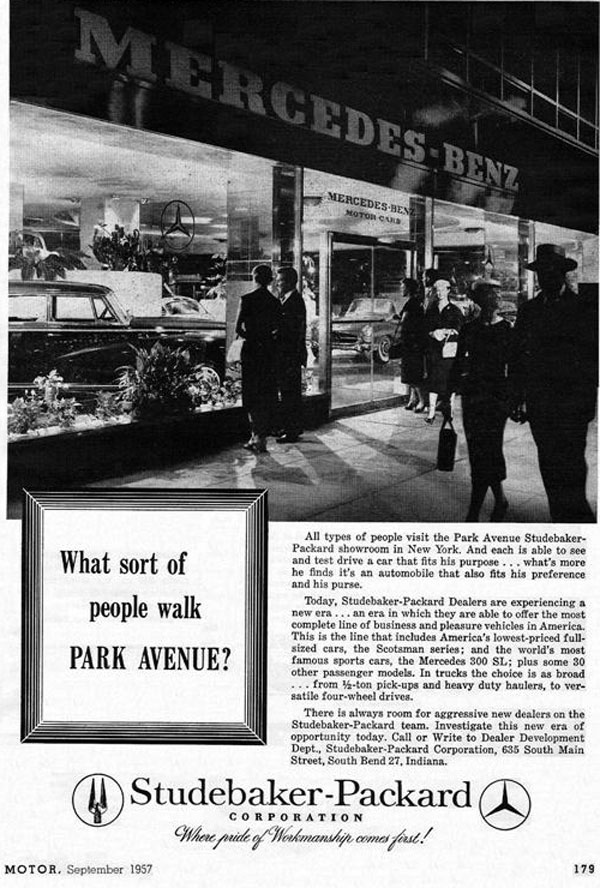 MERCEDES-BENZ
MERCEDES-BENZ
MOTOR CARS
What sort of
people walk
PARK AVENUE?
All types of people visit the Park Avenue Studebaker-
Packard showroom in New York. And each is able to see
and test drive a car that fits his purpose . . . what's more
he finds it's an automobile that also fits his preference
and his purse.
Today, Studebaker-Packard Dealers are experiencing a
new era . . . an era in which they are able to offer the most
complete line of business and pleasure vehicles in America.
This is the line that includes America's lowest-priced full-
sized cars, the Scotsman series; and the world's most
famous sports cars, the Mercedes 300 SL; plus some 30
other passenger models. In trucks the choice is as broad
. . . from ½-ton pick-ups and heavy duty haulers, to ver-
satile four-wheel drives.
There is always room for aggressive new dealers on the
Studebaker-Packard team. Investigate this new era of
opportunity today. Call or Write to Dealer Development
Dept., Studebaker-Packard Corporation, 635 South Main
Street, South Bend 27, Indiana.
Studebaker-Packard
CORPORATION
Where pride of Workmanship comes first!
MOTOR, September 1957
179